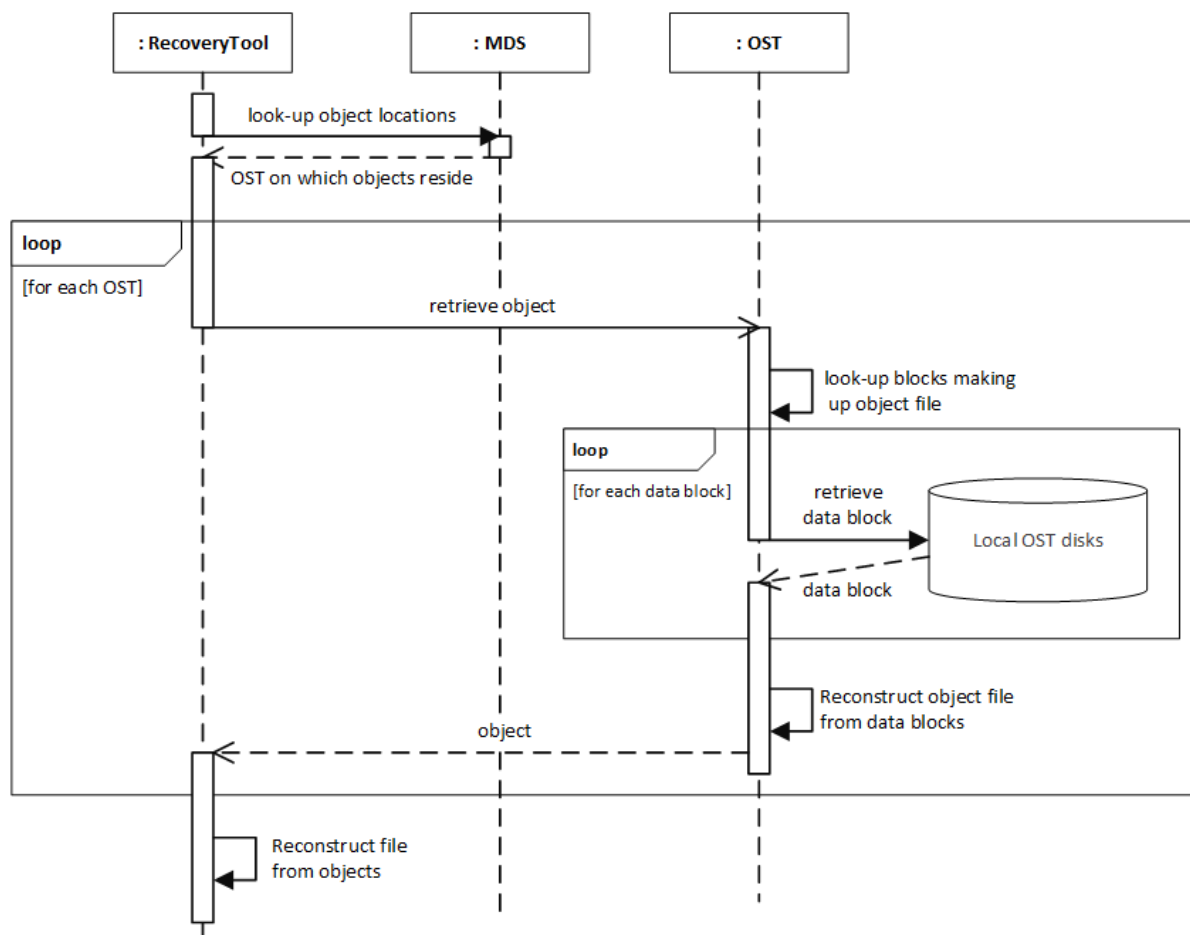 : RecoveryTool
: MDS
: OST
look-up object locations
OST on which objects reside
loop
[for each OST]
retrieve object
look-up blocks making
up object file
loop
[for each data block]
retrieve
data block
Local OST disks
data block
Reconstruct object file
from data blocks
object
Reconstruct file
from objects